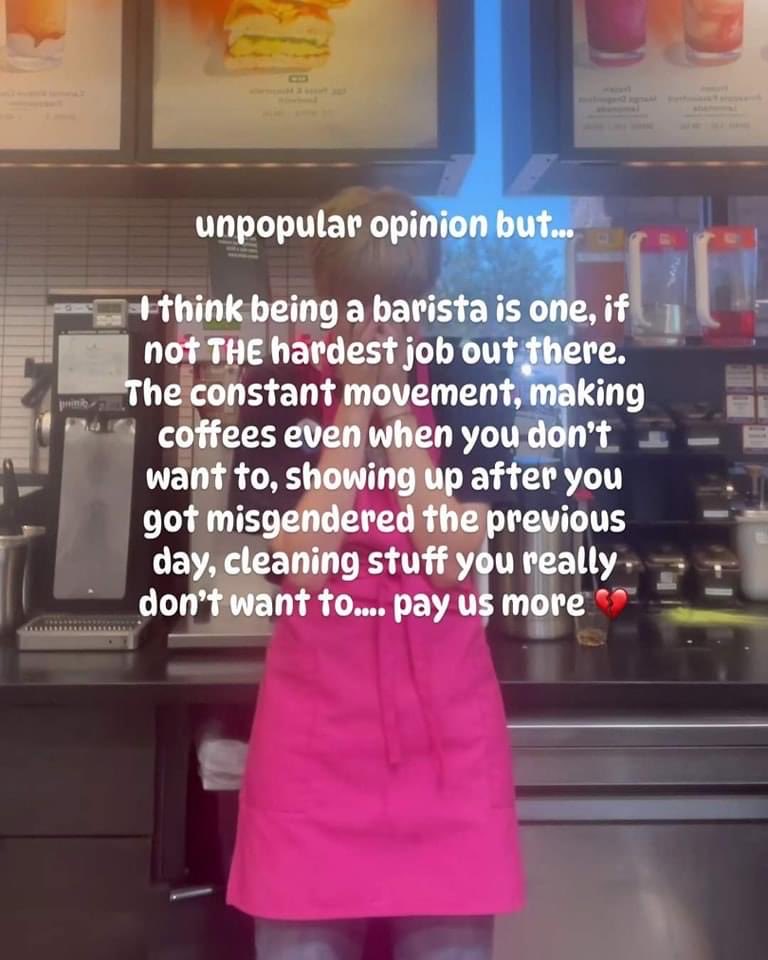 unpopular opinion but...
I think being a barista is one, if
not THE hardest job out there.
The constant movement, making
coffees even when you don't
want to, showing up after you
got misgendered the previous
day, cleaning stuff you really
don't want to.... pay us more 💔